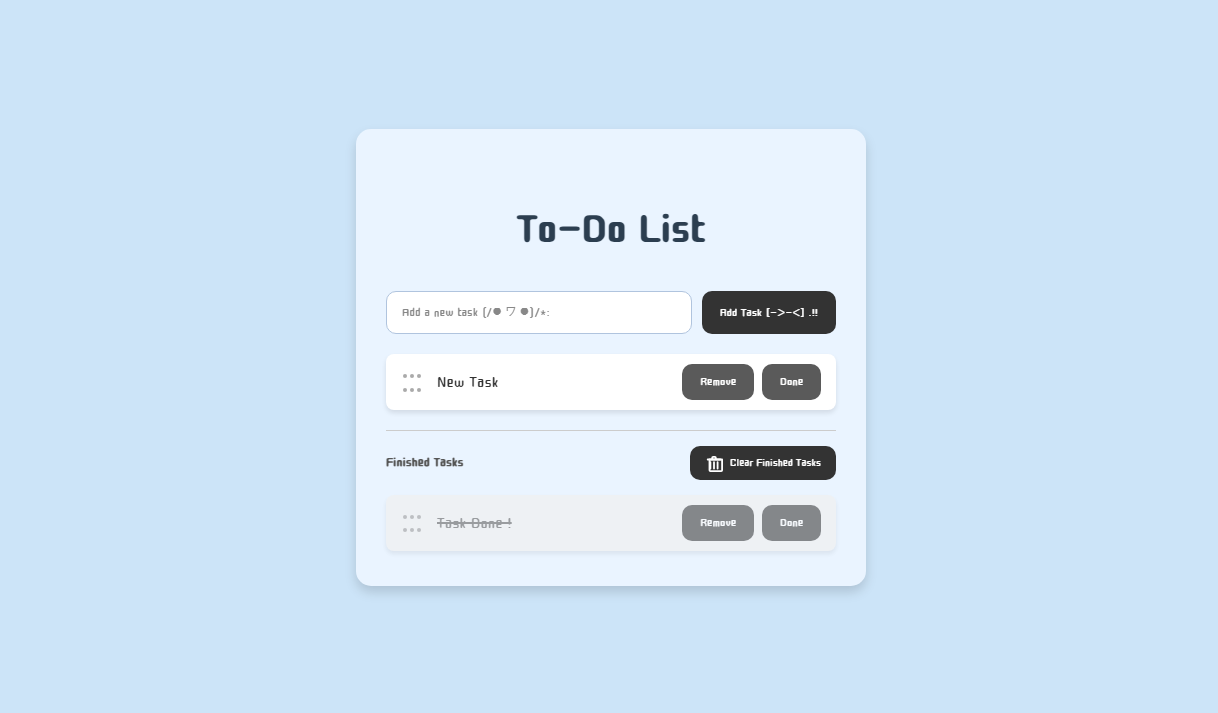 To-Do List
Add a new task (/● ヮ ●)/*:
Add Task [->-<] .!!
New Task
Remove
Done
Finished Tasks
Clear Finished Tasks
Task Done !
Remove
Done